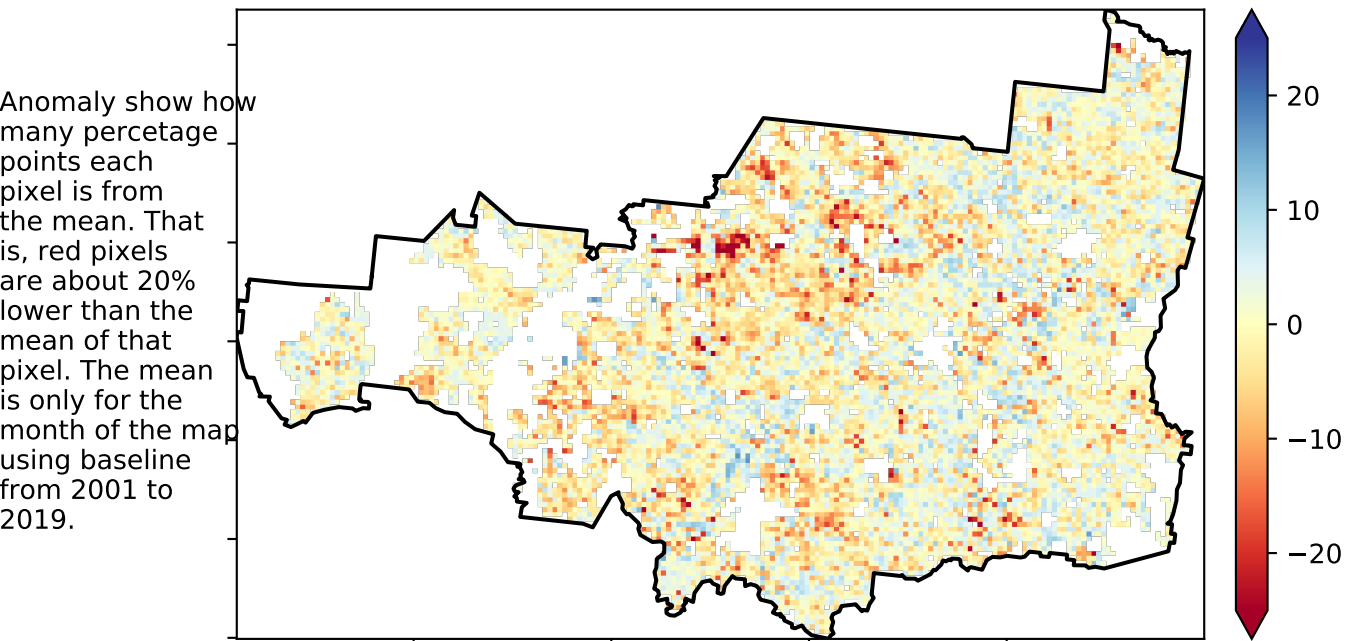 Anomaly show how
many percetage
points each
pixel is from
the mean. That
is, red pixels
are about 20%
lower than the
mean of that
pixel. The mean
is only for the
month of the map
using baseline
from 2001 to
2019.
20
10
0
−10
−20